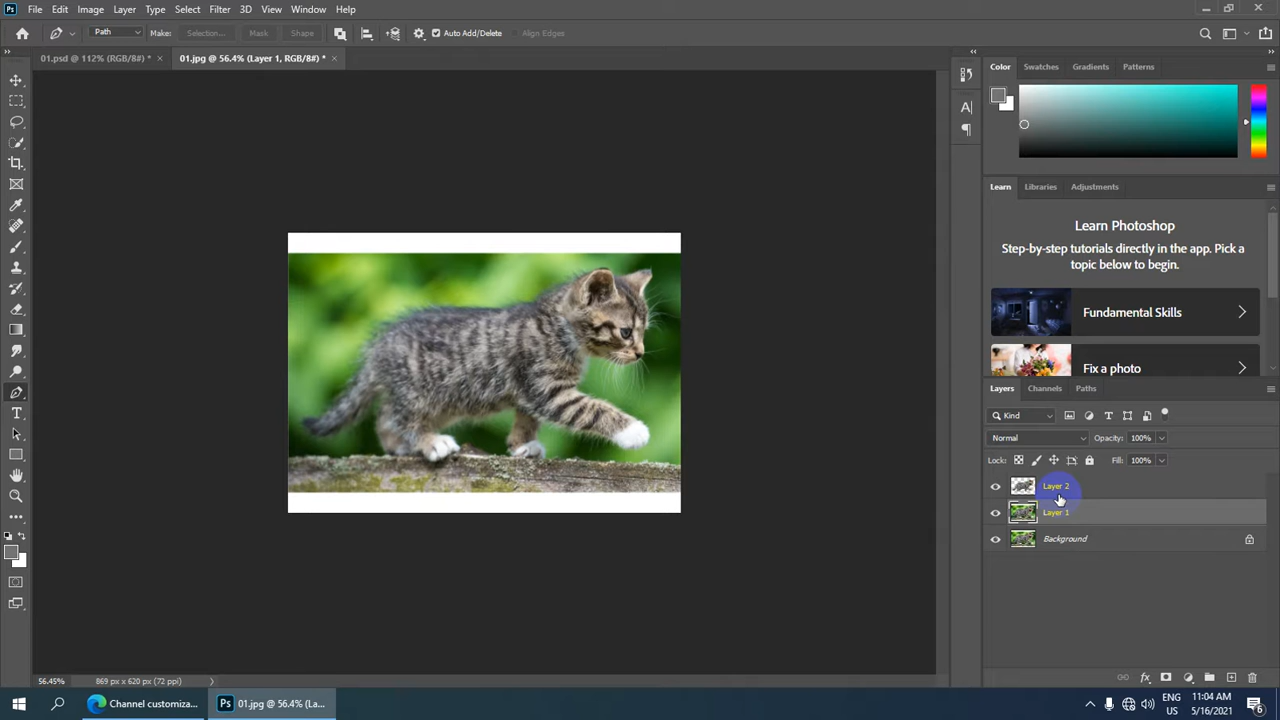 Ps File Edit Image Layer Type Select Filter 3D View Window Help
Path Make: Selection... Mask Shape Auto Add/Delete Align Edges
01.psd @ 112% (RGB/8#) * × 01.jpg @ 56.4% (Layer 1, RGB/8#) * ×
Color Swatches Gradients Patterns
Learn Libraries Adjustments
Learn Photoshop
Step-by-step tutorials directly in the app. Pick a
topic below to begin.
Fundamental Skills
Fix a photo
Layers Channels Paths
Kind
Normal Opacity: 100%
Lock: Fill: 100%
Layer 2
Layer 1
Background
56.45% 869 px x 620 px (72 ppi)
Channel customiza... Ps 01.jpg @ 56.4% (La... ENG 11:04 AM
US 5/16/2021 6